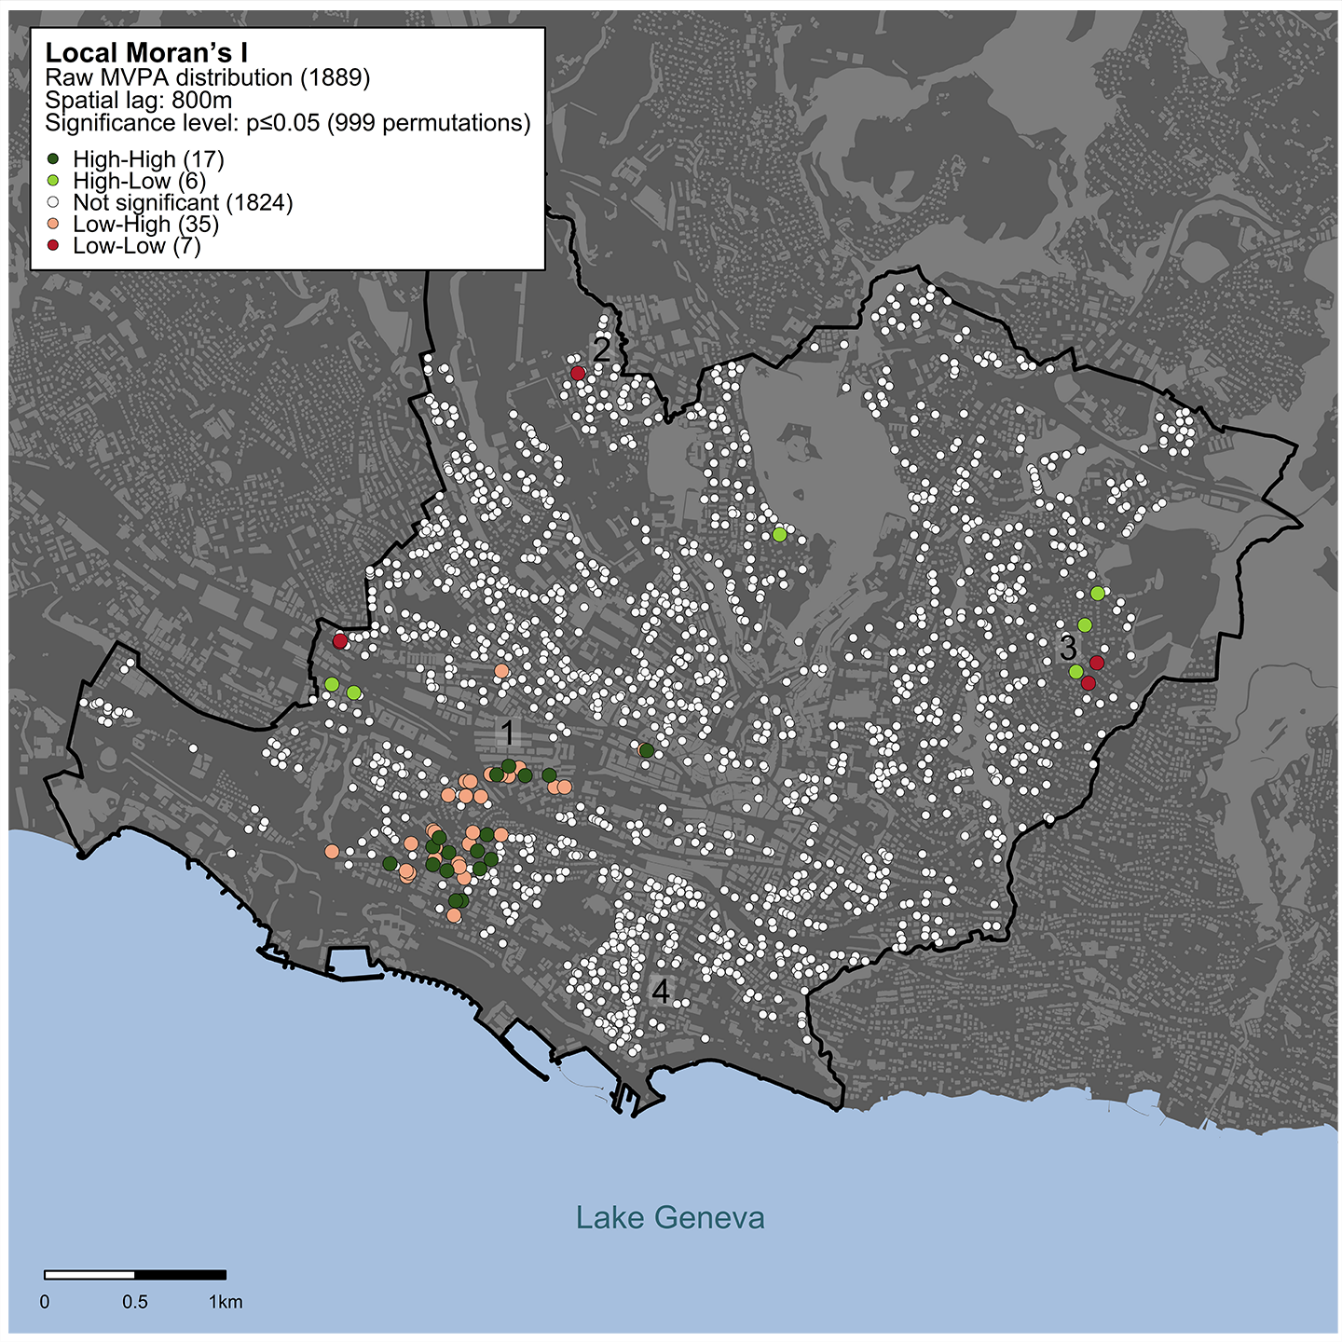 Local Moran’s I
Raw MVPA distribution (1889)
Spatial lag: 800m
Significance level: p≤0.05 (999 permutations)
High-High (17)
High-Low (6)
Not significant (1824)
Low-High (35)
Low-Low (7)
2
3
1
4
Lake Geneva
0 0.5 1km